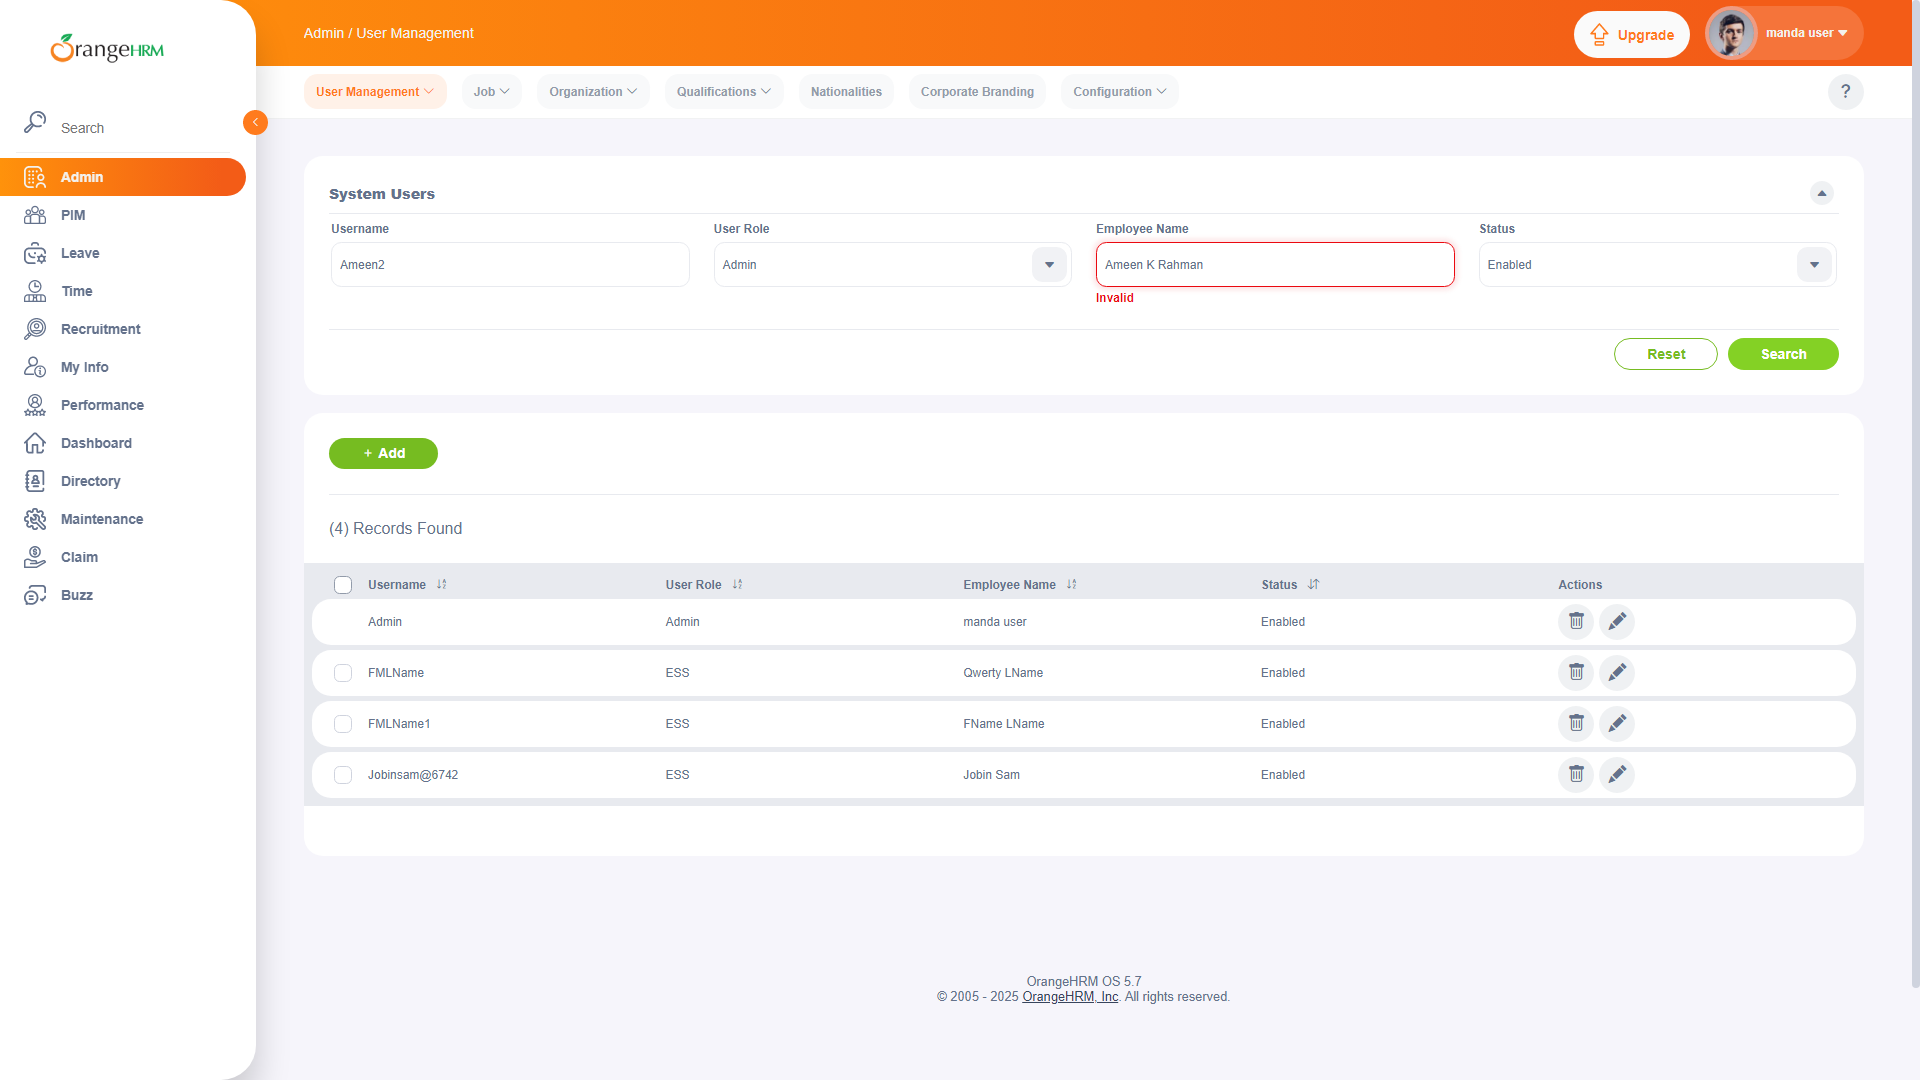 OrangeHRM
Admin / User Management
Upgrade
manda user
User Management
Job
Organization
Qualifications
Nationalities
Corporate Branding
Configuration
?
Search
Admin
PIM
Leave
Time
Recruitment
My Info
Performance
Dashboard
Directory
Maintenance
Claim
Buzz
System Users
Username
User Role
Employee Name
Status
Ameen2
Admin
Ameen K Rahman
Enabled
Invalid
Reset
Search
+ Add
(4) Records Found
Username
User Role
Employee Name
Status
Actions
Admin
Admin
manda user
Enabled
FMLName
ESS
Qwerty LName
Enabled
FMLName1
ESS
FName LName
Enabled
Jobinsam@6742
ESS
Jobin Sam
Enabled
OrangeHRM OS 5.7
© 2005 - 2025 OrangeHRM, Inc. All rights reserved.